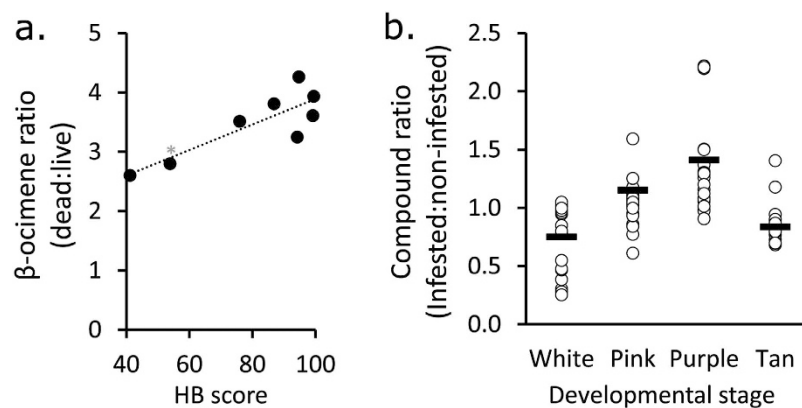 a.
β-ocimene ratio
(dead:live)
5
4
3
2
1
0
*
40 60 80 100
HB score
b.
Compound ratio
(Infested:non-infested)
2.5
2.0
1.5
1.0
0.5
0.0
White Pink Purple Tan
Developmental stage